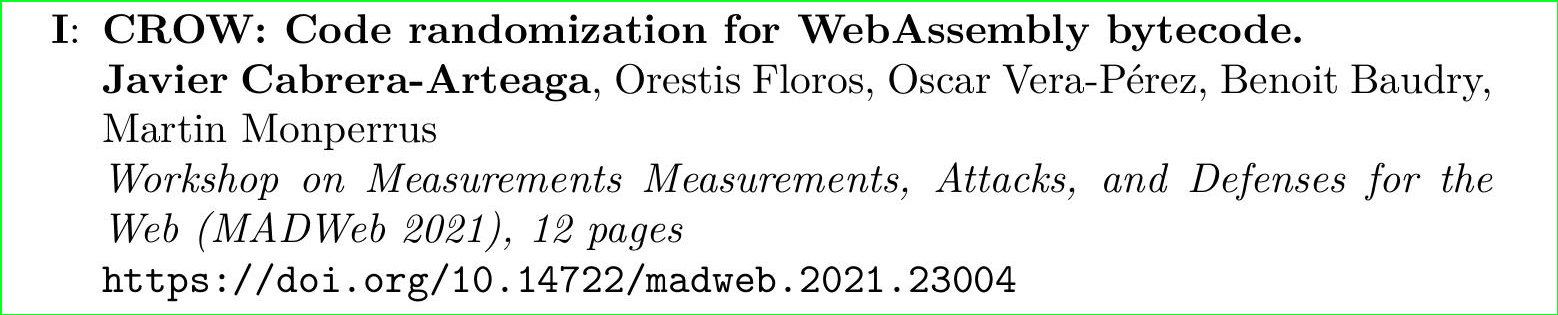 I: CROW: Code randomization for WebAssembly bytecode.
Javier Cabrera-Arteaga, Orestis Floros, Oscar Vera-Pérez, Benoit Baudry,
Martin Monperrus
Workshop on Measurements Measurements, Attacks, and Defenses for the
Web (MADWeb 2021), 12 pages
https://doi.org/10.14722/madweb.2021.23004